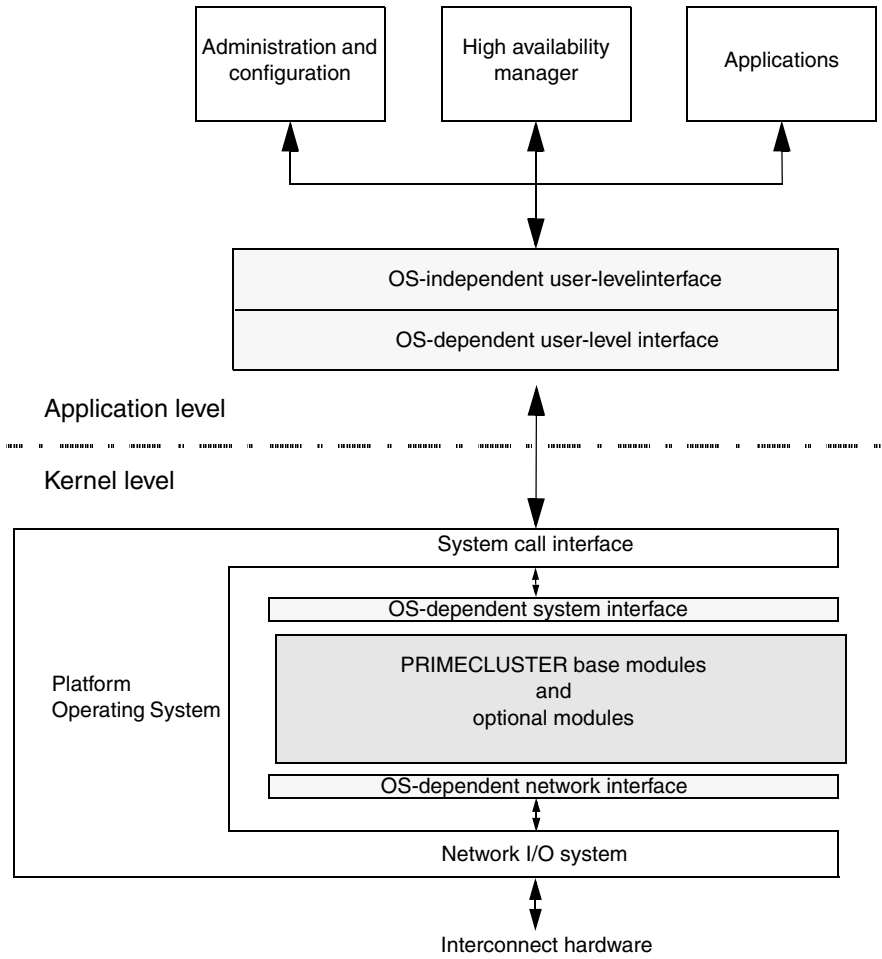 Administration and
configuration
High availability
manager
Applications
OS-independent user-levelinterface
OS-dependent user-level interface
Application level
Kernel level
System call interface
OS-dependent system interface
PRIMECLUSTER base modules
and
optional modules
Platform
Operating System
OS-dependent network interface
Network I/O system
Interconnect hardware